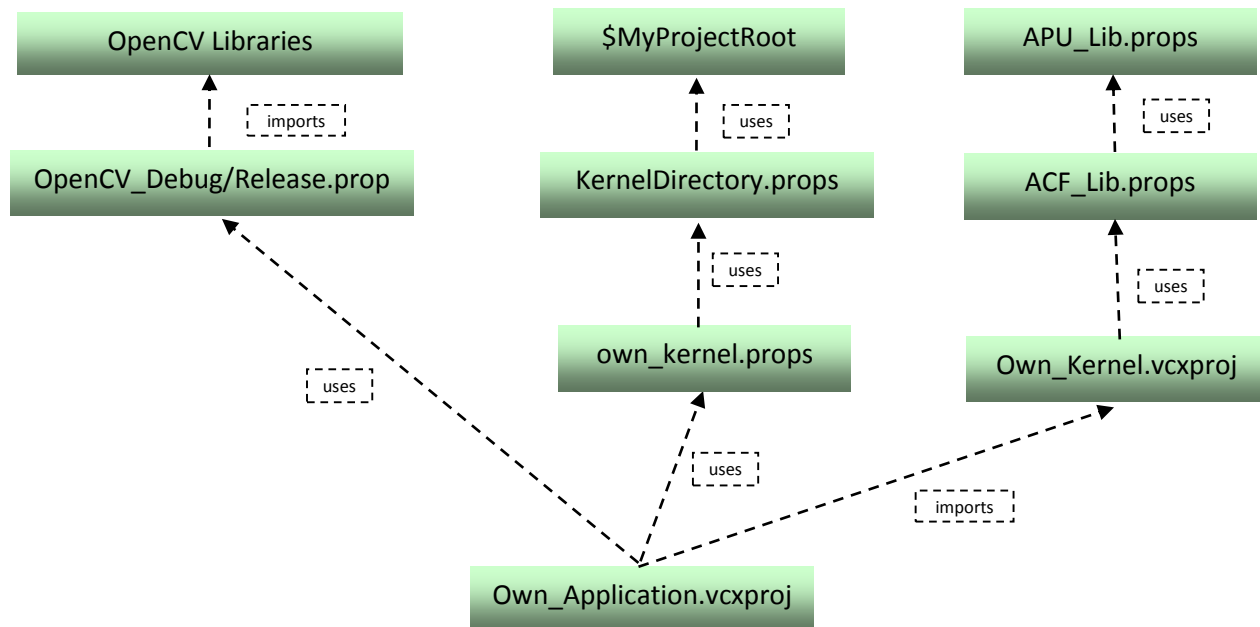 OpenCV Libraries
$MyProjectRoot
APU_Lib.props
imports
uses
uses
OpenCV_Debug/Release.prop
KernelDirectory.props
ACF_Lib.props
uses
uses
own_kernel.props
Own_Kernel.vcxproj
uses
uses
imports
Own_Application.vcxproj